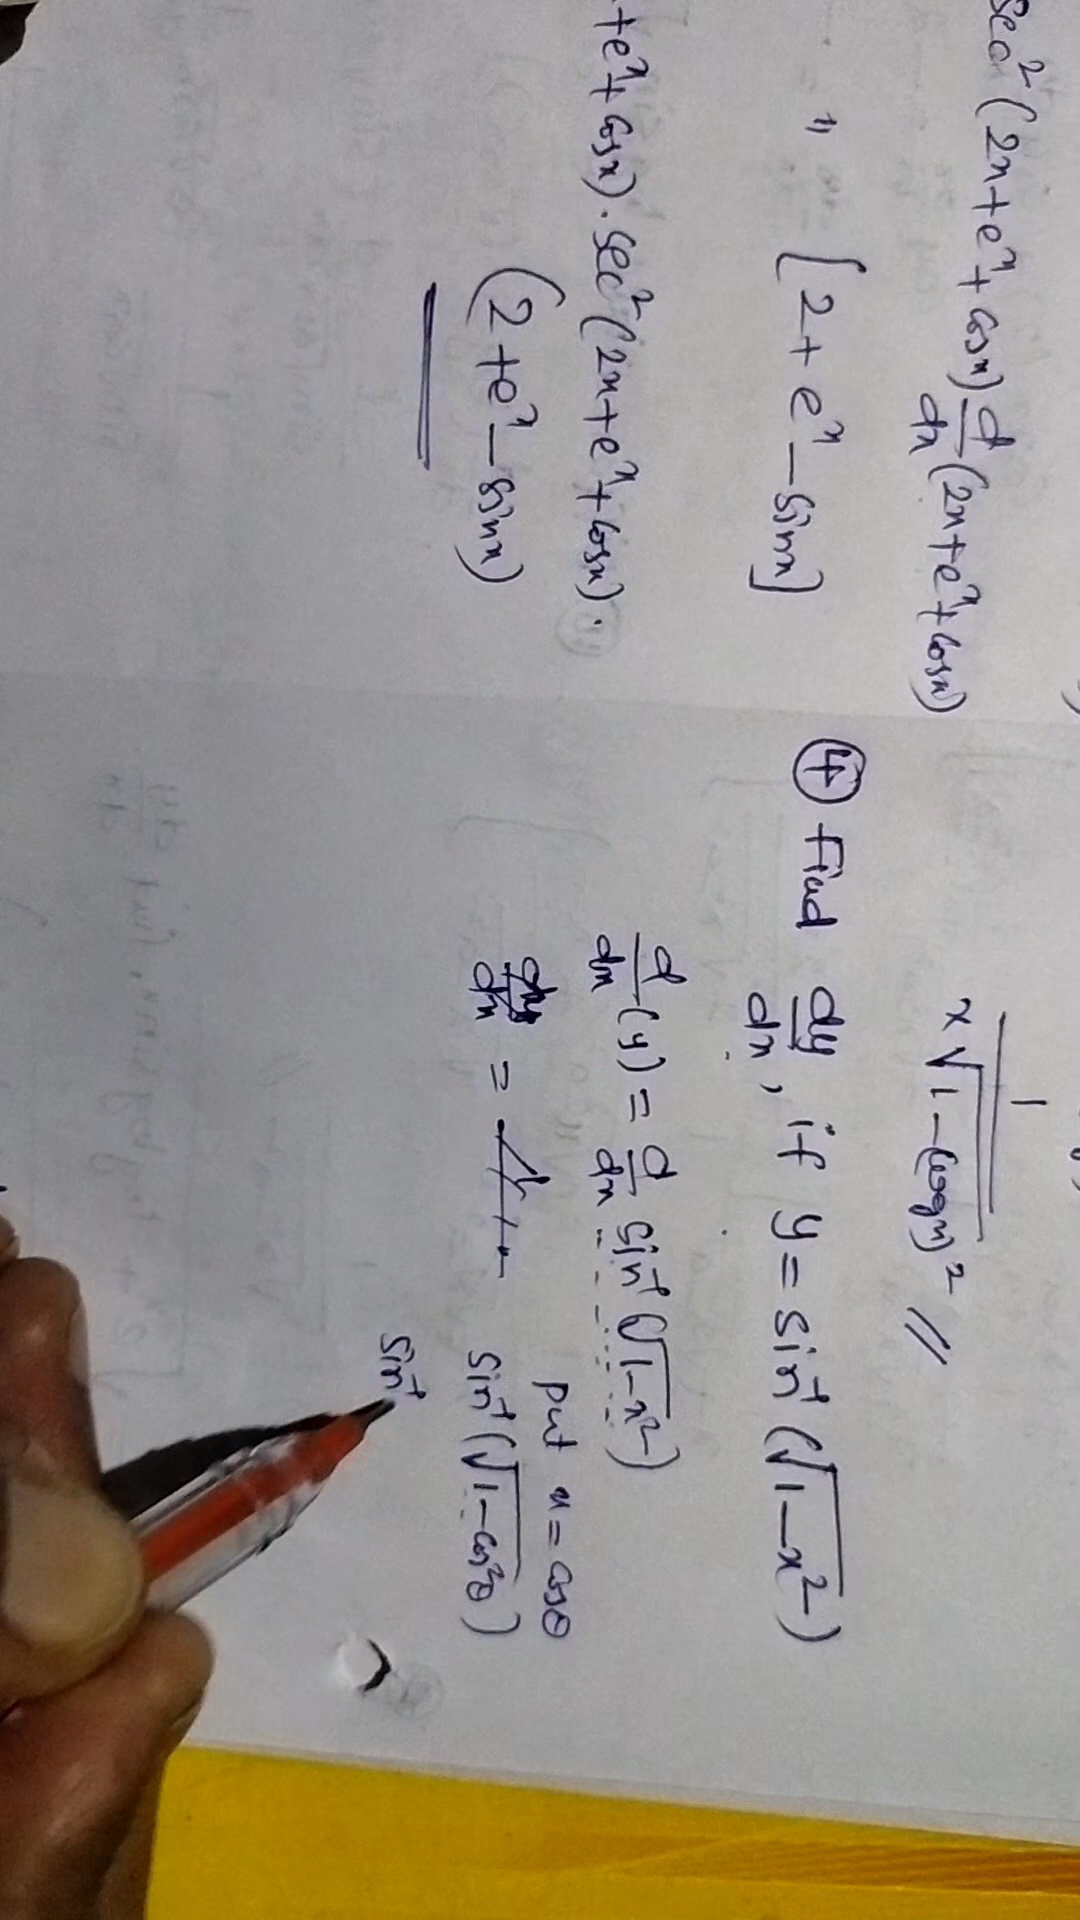 sec²(2x+eˣ+cosx) d/dx (2x+eˣ+cosx)
= " [2+eˣ-sinx]
+eˣ+cosx).sec²(2x+eˣ+cosx).
(2+eˣ-sinx)
1
x√1-(logx)² //
④ Find dy/dx, if y = sin⁻¹(√1-x²)
d/dx (y) = d/dx sin⁻¹(√1-x²)
dy/dx =
put x = cosθ
sin⁻¹(√1-cos²θ)
sin⁻¹